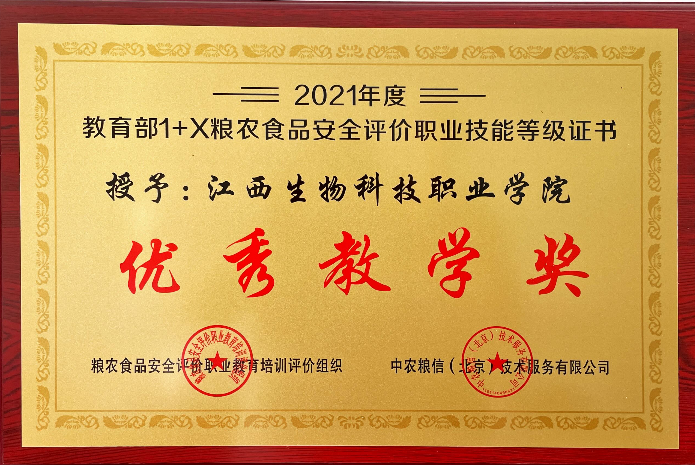 2021年度
教育部1+X粮农食品安全评价职业技能等级证书
授予：江西生物科技职业学院
优秀教学奖
粮农食品安全评价职业教育培训评价组织
中农粮信（北京）技术服务有限公司